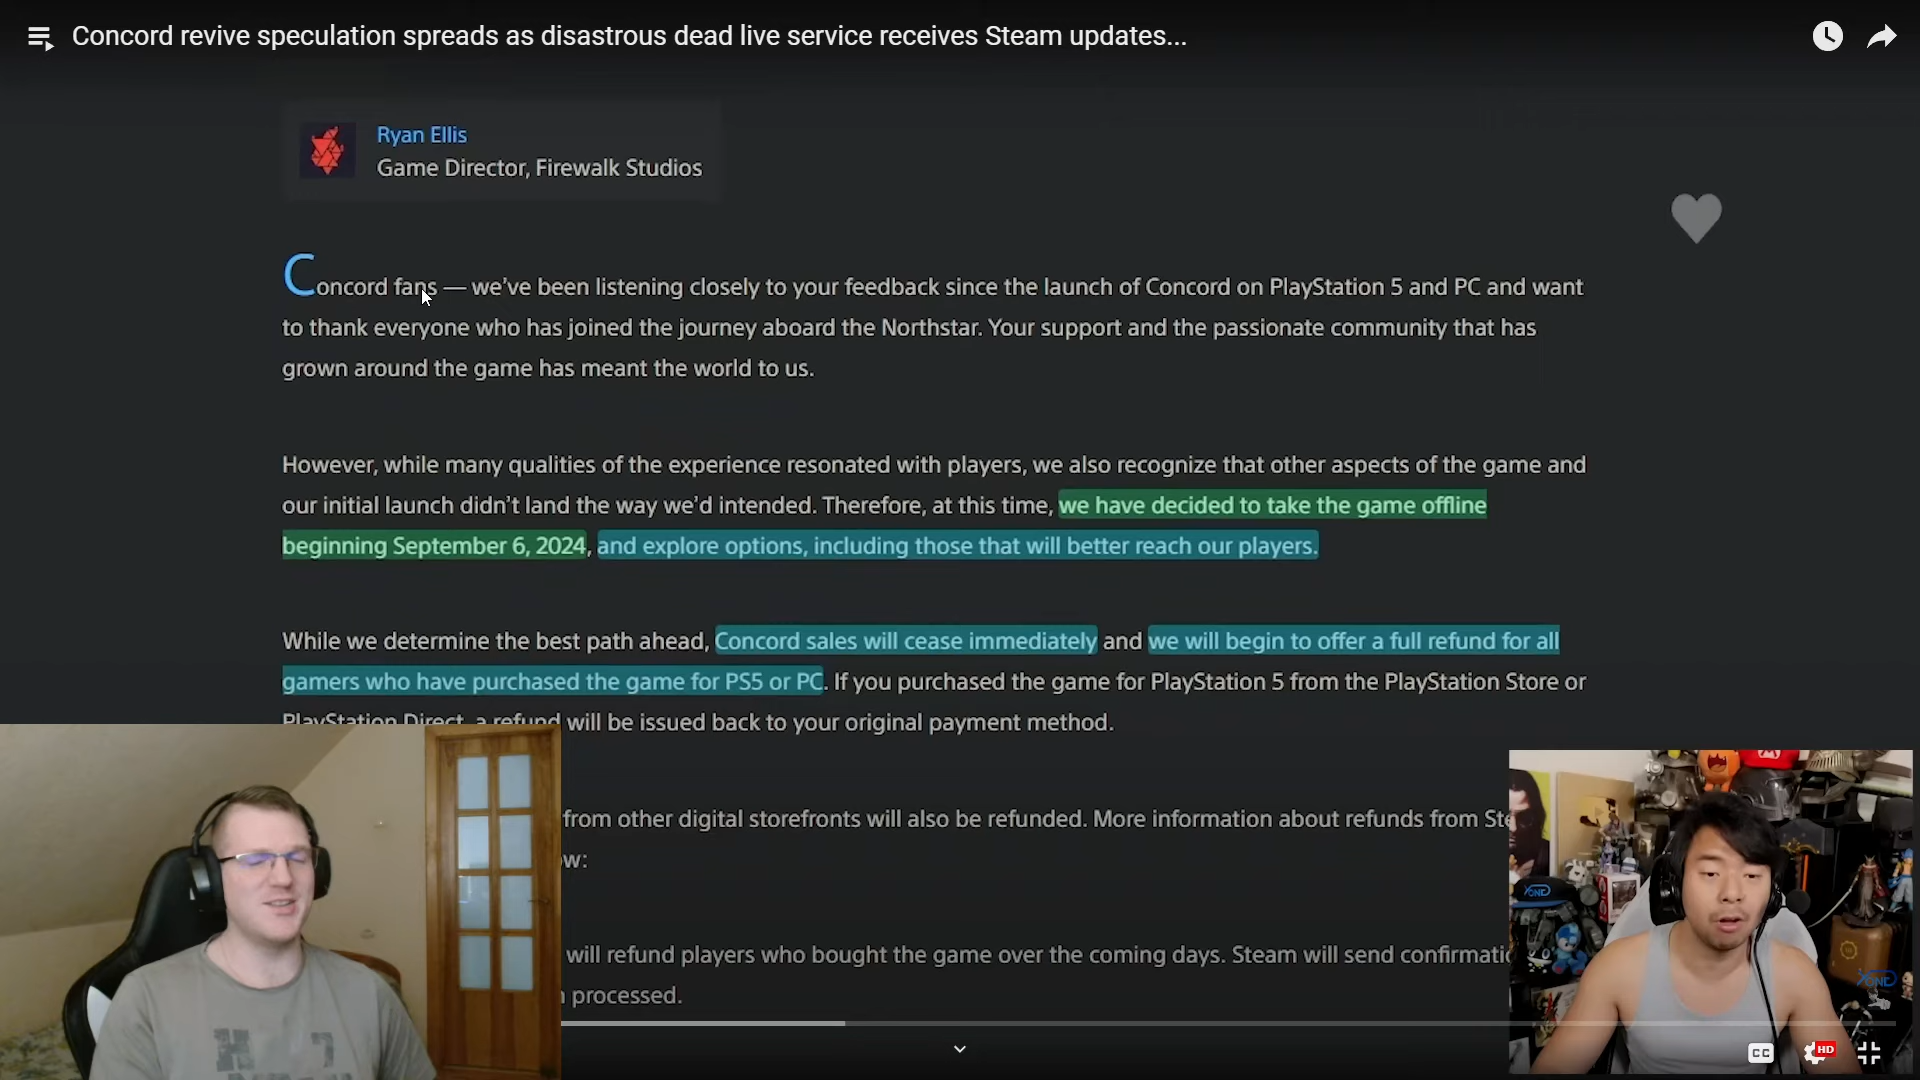 Concord revive speculation spreads as disastrous dead live service receives Steam updates...
Ryan Ellis
Game Director, Firewalk Studios
Concord fans — we've been listening closely to your feedback since the launch of Concord on PlayStation 5 and PC and want
to thank everyone who has joined the journey aboard the Northstar. Your support and the passionate community that has
grown around the game has meant the world to us.
However, while many qualities of the experience resonated with players, we also recognize that other aspects of the game and
our initial launch didn't land the way we'd intended. Therefore, at this time, we have decided to take the game offline
beginning September 6, 2024, and explore options, including those that will better reach our players.
While we determine the best path ahead, Concord sales will cease immediately and we will begin to offer a full refund for all
gamers who have purchased the game for PS5 or PC. If you purchased the game for PlayStation 5 from the PlayStation Store or
PlayStation Direct, a refund will be issued back to your original payment method.
from other digital storefronts will also be refunded. More information about refunds from
will refund players who bought the game over the coming days. Steam will send
processed.
CC
HD